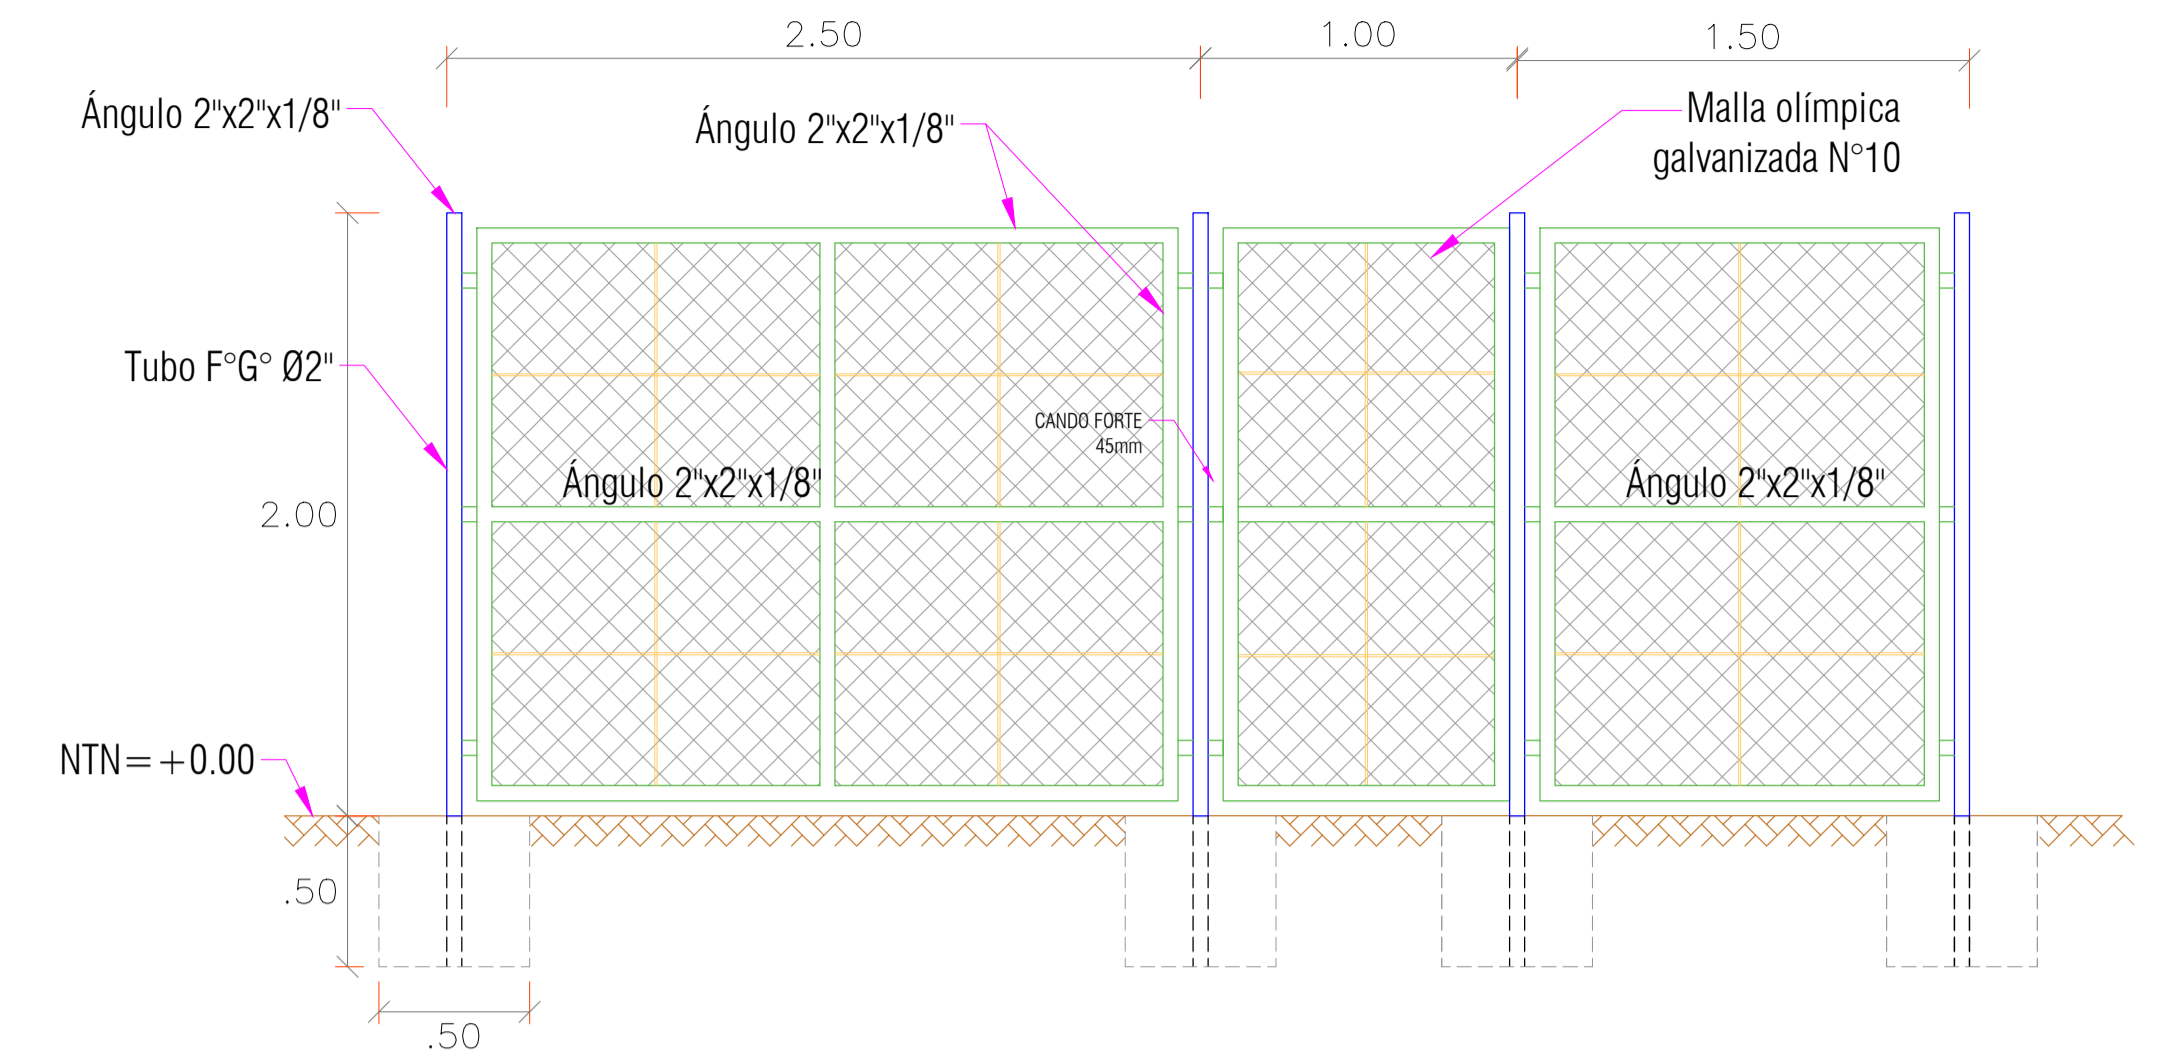 2.50
1.00
1.50
Ángulo 2"x2"x1/8"
Ángulo 2"x2"x1/8"
Malla olímpica
galvanizada N°10
Tubo F°G° Ø2"
CANDO FORTE
45mm
Ángulo 2"x2"x1/8"
Ángulo 2"x2"x1/8"
2.00
NTN=+0.00
.50
.50